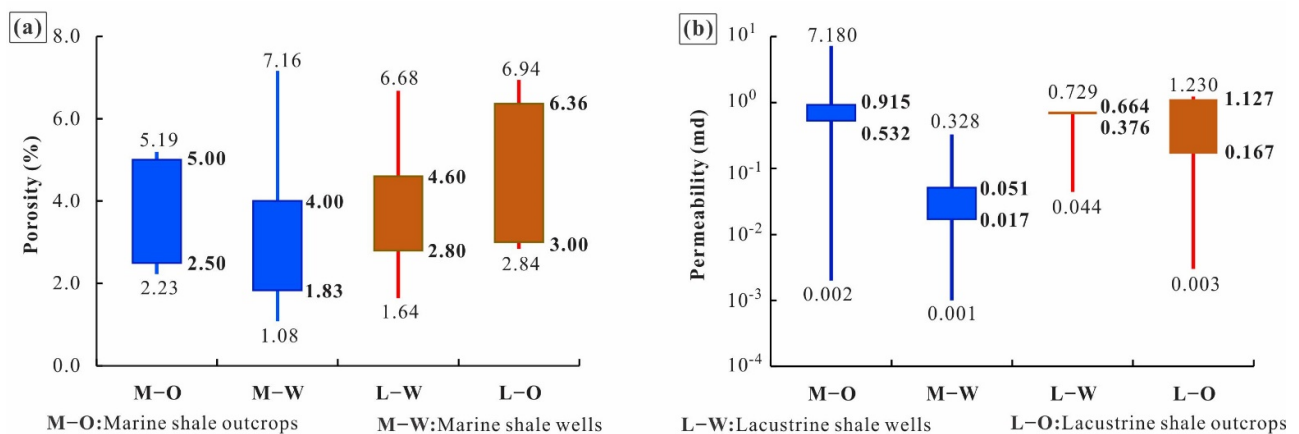 (a)
8.0
6.0
4.0
2.0
0.0
Porosity (%)
5.19
5.00
2.50
2.23
7.16
4.00
1.83
1.08
6.68
4.60
2.80
1.64
6.94
6.36
3.00
2.84
M−O
M−W
L−W
L−O
(b)
10¹
10⁰
10⁻¹
10⁻²
10⁻³
10⁻⁴
Permeability (md)
7.180
0.915
0.532
0.002
0.328
0.051
0.017
0.001
0.729
0.664
0.376
0.044
1.230
1.127
0.167
0.003
M−O
M−W
L−W
L−O
M−O:Marine shale outcrops
M−W:Marine shale wells
L−W:Lacustrine shale wells
L−O:Lacustrine shale outcrops